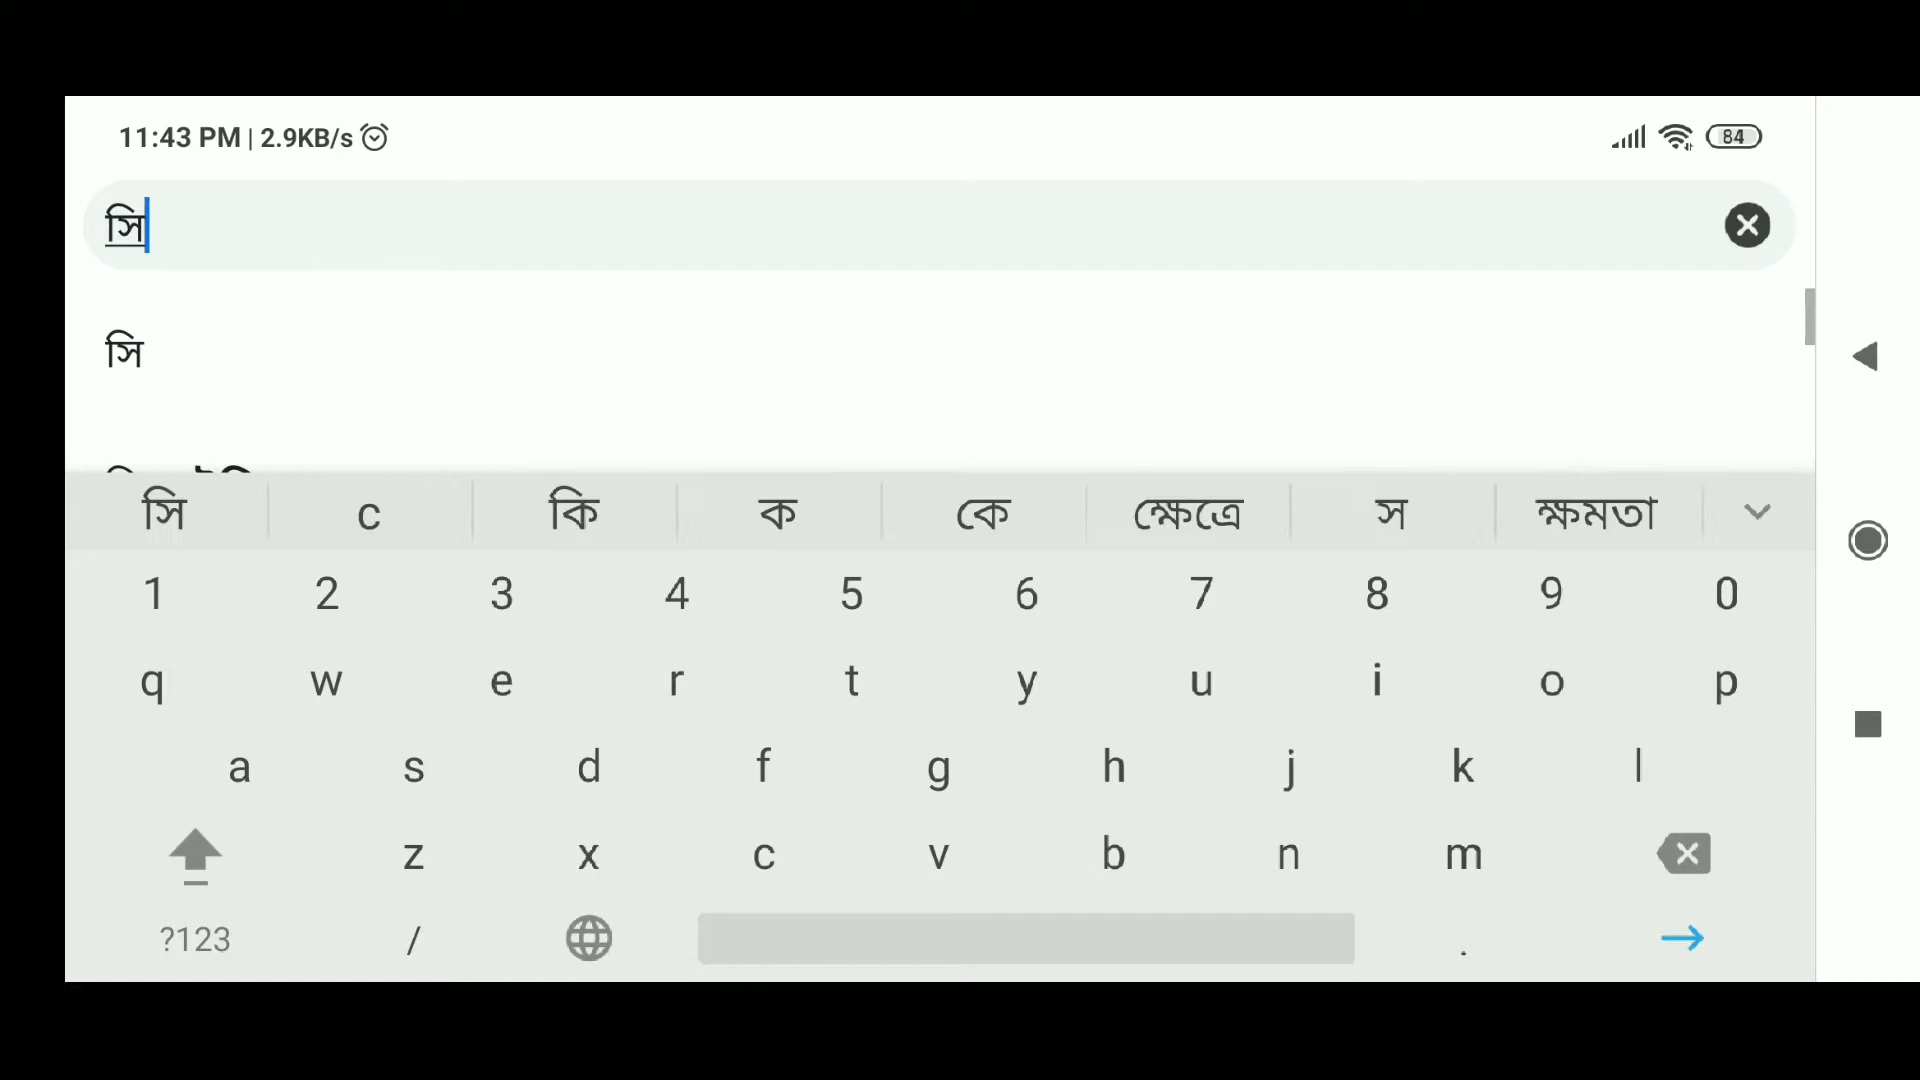 11:43 PM | 2.9KB/s 84
সি
সি
সি c কি ক কে ক্ষেত্রে স ক্ষমতা
1 2 3 4 5 6 7 8 9 0
q w e r t y u i o p
a s d f g h j k l
z x c v b n m
?123 / .